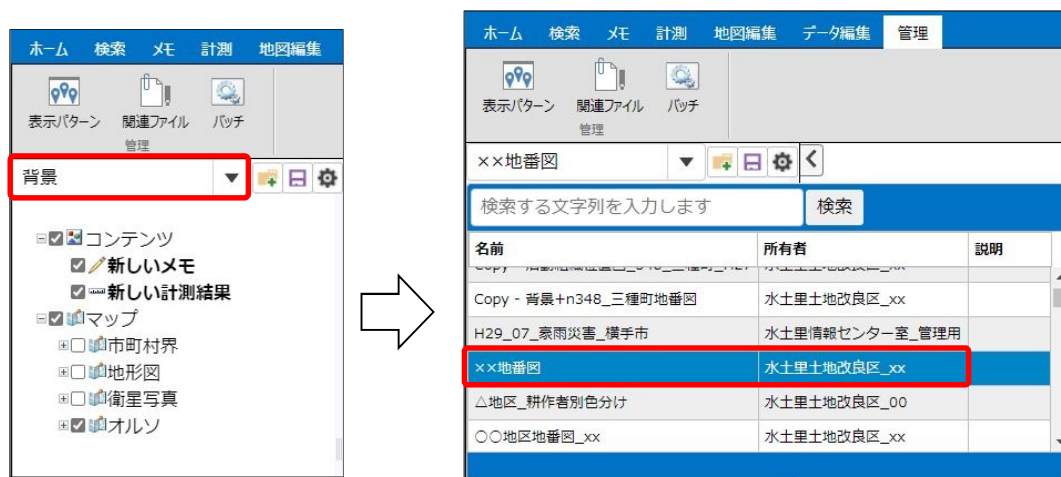 ホーム 検索 メモ 計測 地図編集
表示パターン 関連ファイル バッチ
管理
背景
コンテンツ
新しいメモ
新しい計測結果
マップ
市町村界
地形図
衛星写真
オルソ
ホーム 検索 メモ 計測 地図編集 データ編集 管理
表示パターン 関連ファイル バッチ
管理
××地番図
検索する文字列を入力します 検索
名前 所有者 説明
Copy - 背景+n348_三種町地番図 水土里土地改良区_xx
H29_07_豪雨災害_横手市 水土里情報センター室_管理用
××地番図 水土里土地改良区_xx
△地区_耕作者別色分け 水土里土地改良区_00
○○地区地番図_xx 水土里土地改良区_xx